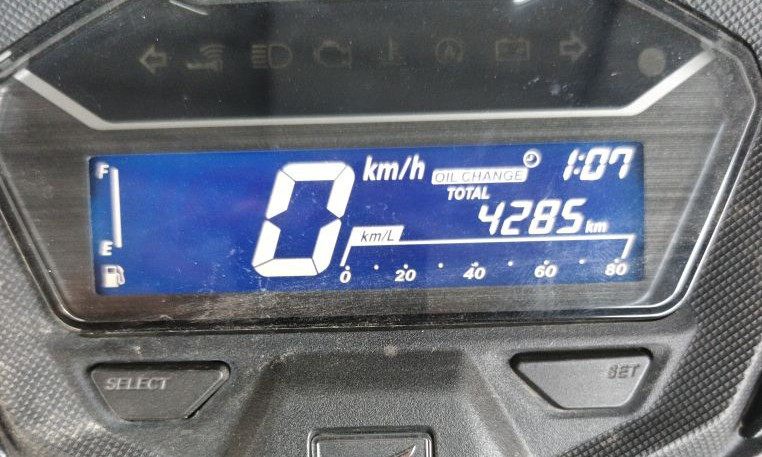 F
0 km/h
OIL CHANGE
1:07
TOTAL
4285 km
E
km/L
0 20 40 60 80
SELECT
SET